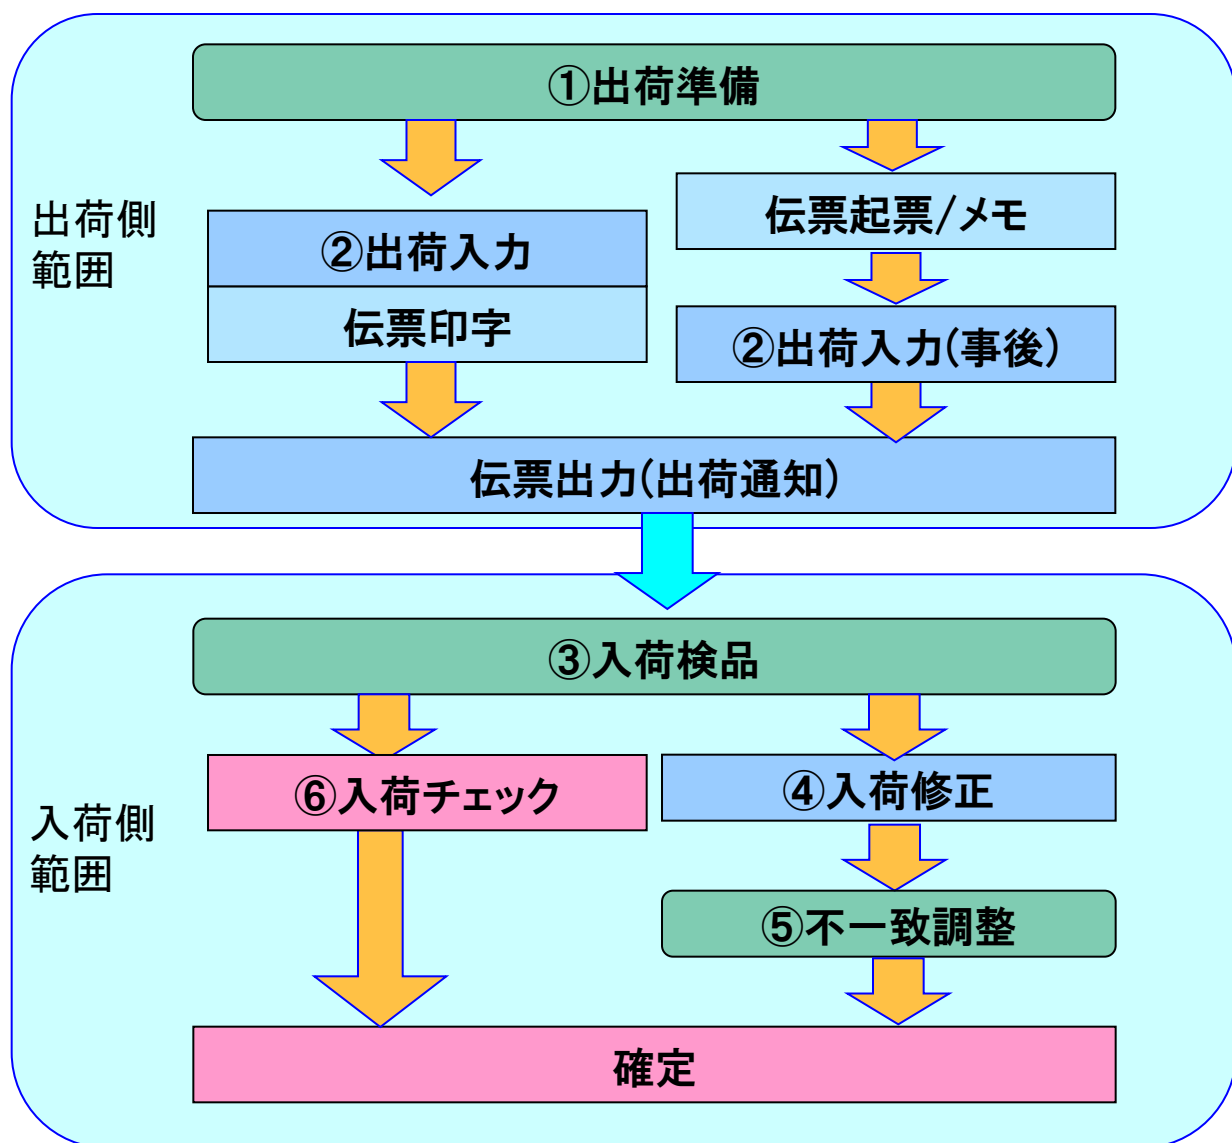 ①出荷準備
出荷側
範囲
伝票起票/メモ
②出荷入力
伝票印字
②出荷入力(事後)
伝票出力(出荷通知)
③入荷検品
入荷側
範囲
⑥入荷チェック
④入荷修正
⑤不一致調整
確定